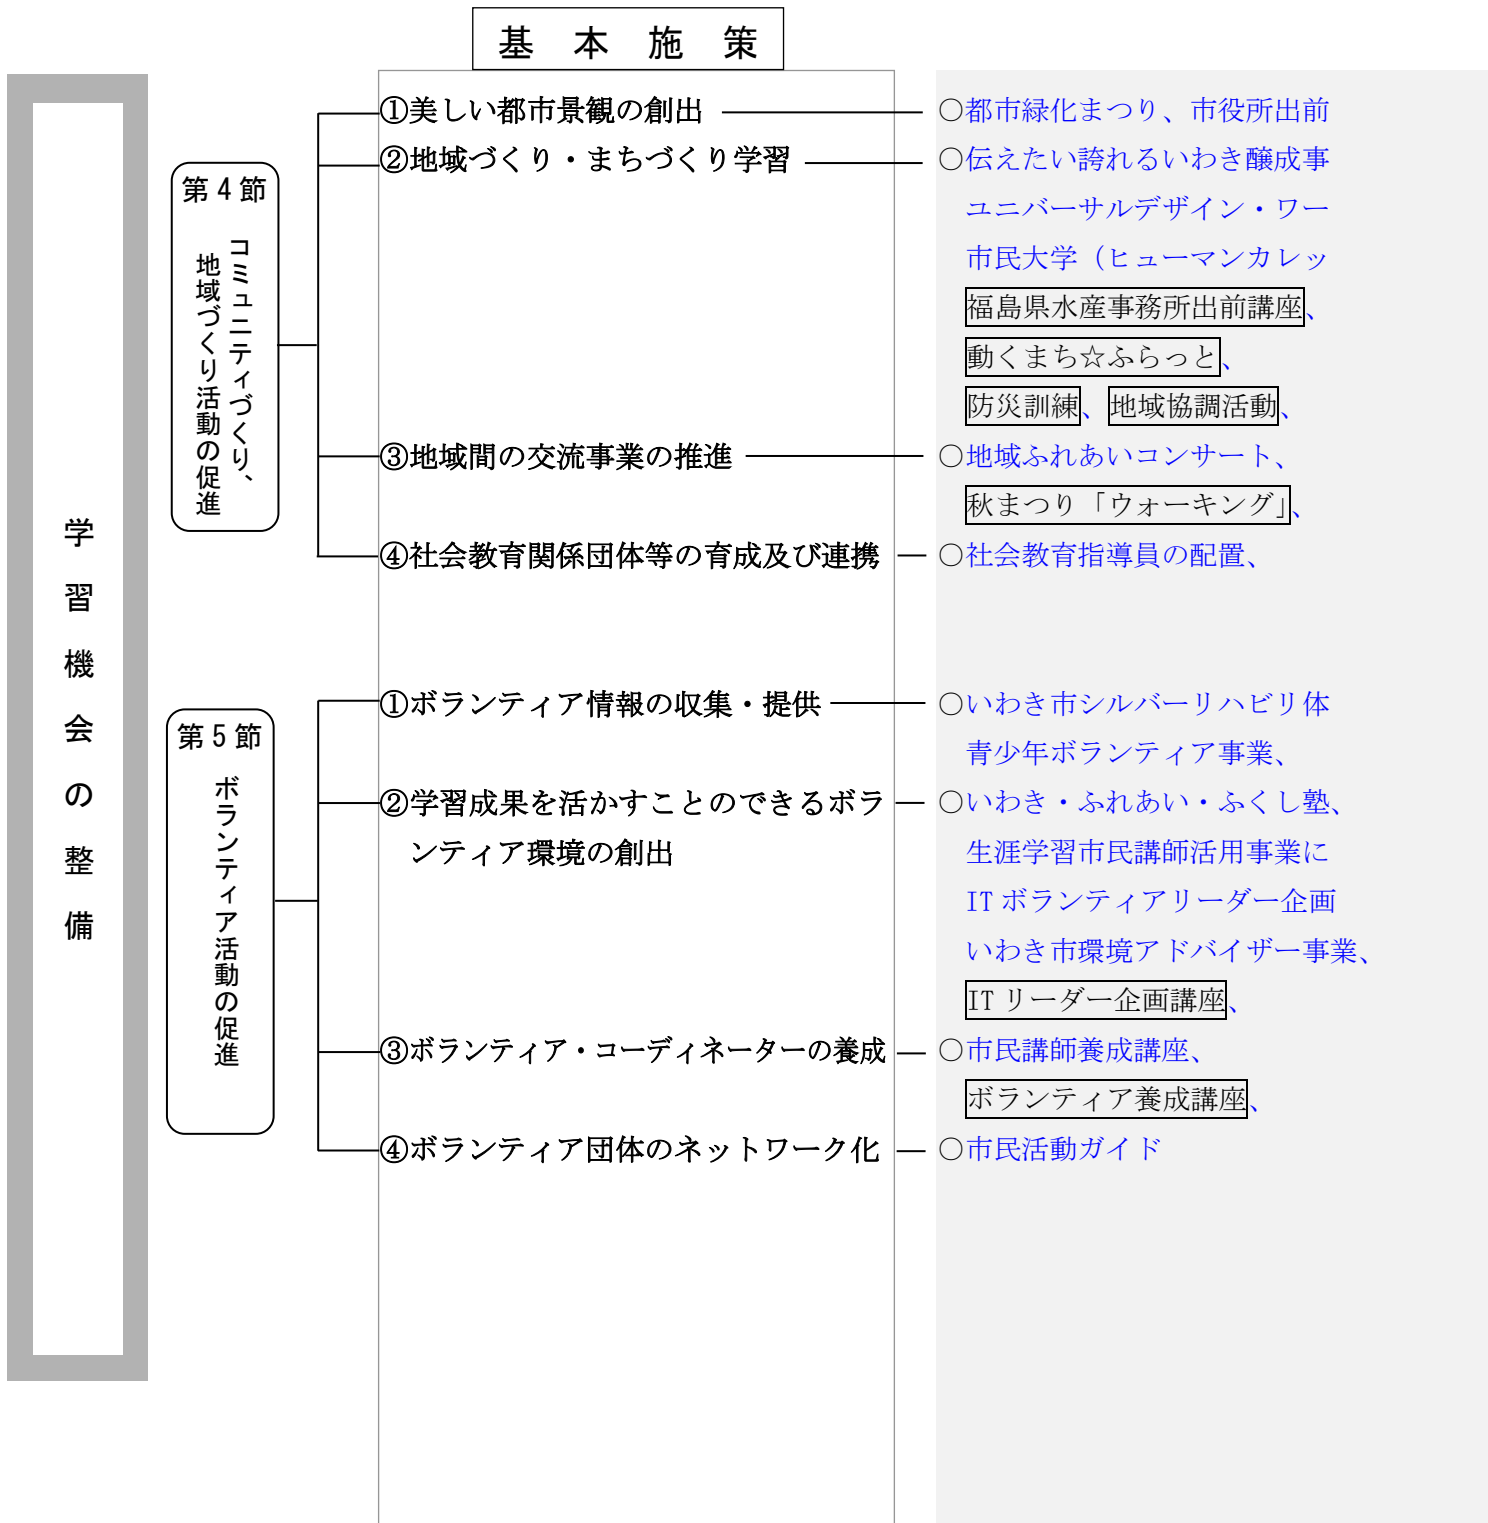 基本施策
学習機会の整備
第4節
コミュニティづくり、
地域づくり活動の促進
①美しい都市景観の創出
○都市緑化まつり、市役所出前
②地域づくり・まちづくり学習
○伝えたい誇れるいわき醸成事
ユニバーサルデザイン・ワー
市民大学（ヒューマンカレッ
福島県水産事務所出前講座、
動くまち☆ふらっと、
防災訓練、地域協調活動、
③地域間の交流事業の推進
○地域ふれあいコンサート、
秋まつり「ウォーキング」、
④社会教育関係団体等の育成及び連携
○社会教育指導員の配置、
第5節
ボランティア活動の促進
①ボランティア情報の収集・提供
○いわき市シルバーリハビリ体
青少年ボランティア事業、
②学習成果を活かすことのできるボラ
ンティア環境の創出
○いわき・ふれあい・ふくし塾、
生涯学習市民講師活用事業に
ITボランティアリーダー企画
いわき市環境アドバイザー事業、
ITリーダー企画講座、
③ボランティア・コーディネーターの養成
○市民講師養成講座、
ボランティア養成講座、
④ボランティア団体のネットワーク化
○市民活動ガイド